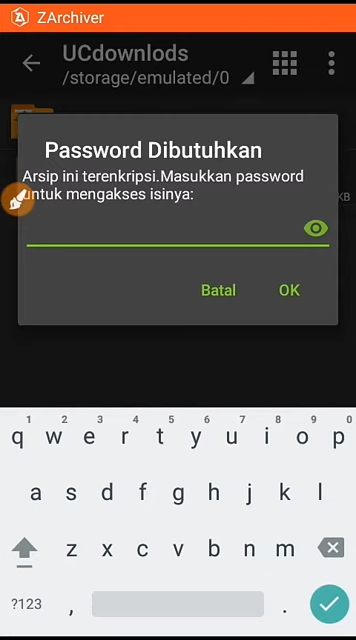 ZArchiver
UCdownlods
/storage/emulated/0
KB
Password Dibutuhkan
Arsip ini terenkripsi.Masukkan password
untuk mengakses isinya:
Batal OK
1 2 3 4 5 6 7 8 9 0
q w e r t y u i o p
a s d f g h j k l
z x c v b n m
?123 , .